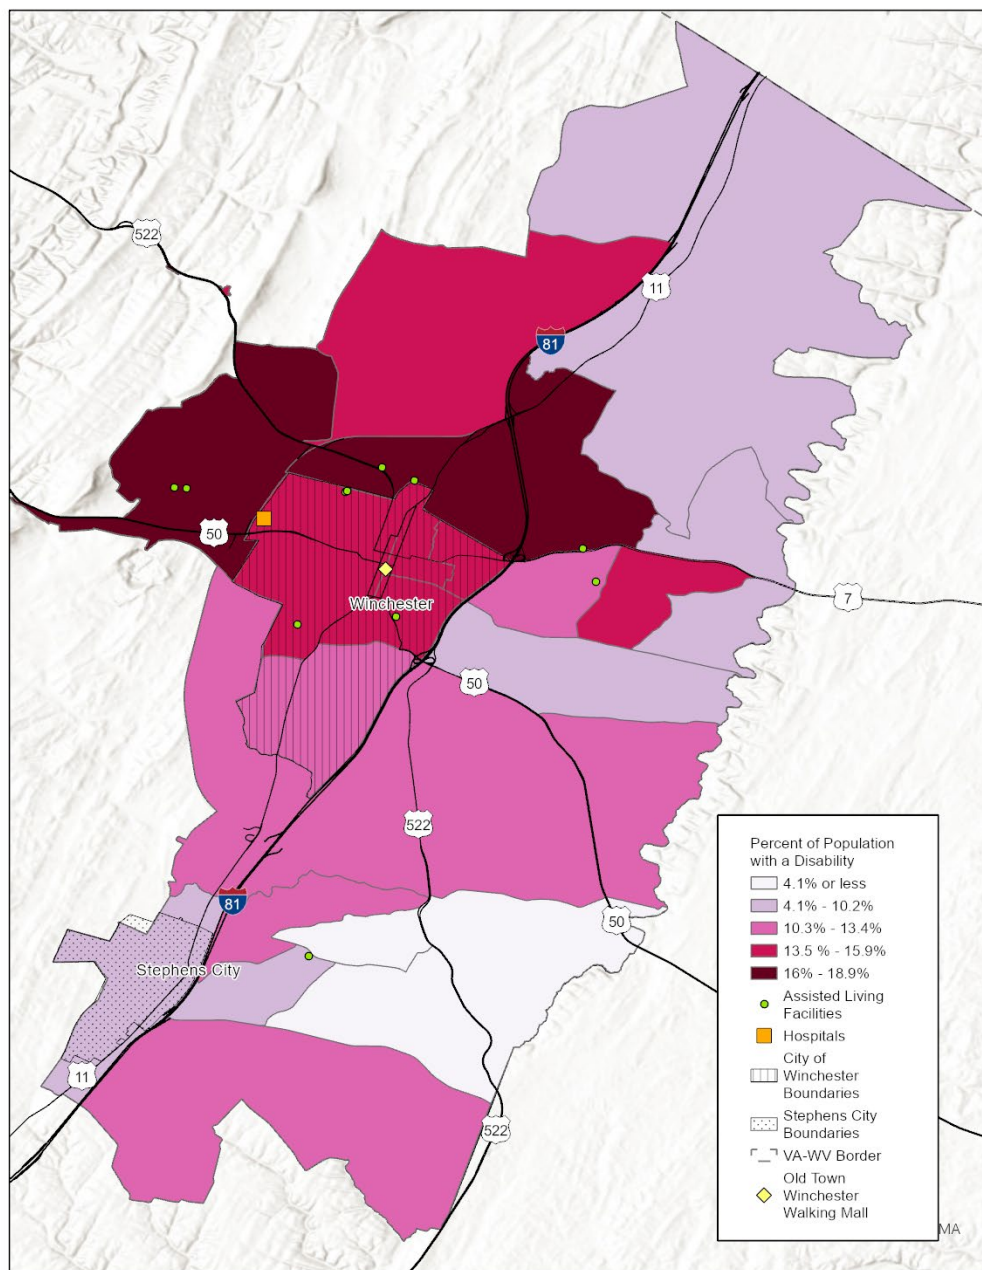 522
11
81
50
7
Winchester
50
522
81
50
Stephens City
11
522
Percent of Population
with a Disability
4.1% or less
4.1% - 10.2%
10.3% - 13.4%
13.5 % - 15.9%
16% - 18.9%
Assisted Living
Facilities
Hospitals
City of
Winchester
Boundaries
Stephens City
Boundaries
VA-WV Border
Old Town
Winchester
Walking Mall
MA